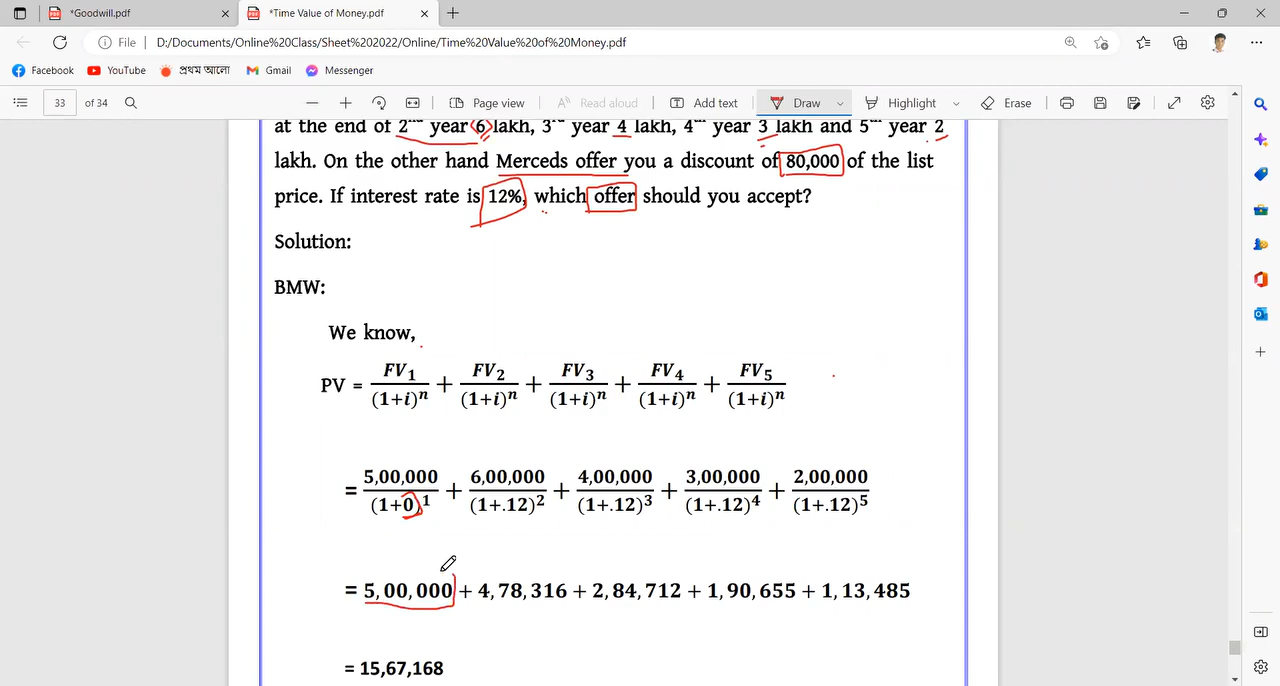 *Goodwill.pdf
*Time Value of Money.pdf
File D:/Documents/Online%20Class/Sheet%202022/Online/Time%20Value%20of%20Money.pdf
Facebook YouTube প্রথম আলো Gmail Messenger
33 of 34 Page view Read aloud Add text Draw Highlight Erase
at the end of 2nd year 6 lakh, 3rd year 4 lakh, 4th year 3 lakh and 5th year 2
lakh. On the other hand Merceds offer you a discount of 80,000 of the list
price. If interest rate is 12%, which offer should you accept?
Solution:
BMW:
We know,
PV = FV₁/(1+i)ⁿ + FV₂/(1+i)ⁿ + FV₃/(1+i)ⁿ + FV₄/(1+i)ⁿ + FV₅/(1+i)ⁿ
= 5,00,000/(1+0)¹ + 6,00,000/(1+.12)² + 4,00,000/(1+.12)³ + 3,00,000/(1+.12)⁴ + 2,00,000/(1+.12)⁵
= 5,00,000 + 4,78,316 + 2,84,712 + 1,90,655 + 1,13,485
= 15,67,168